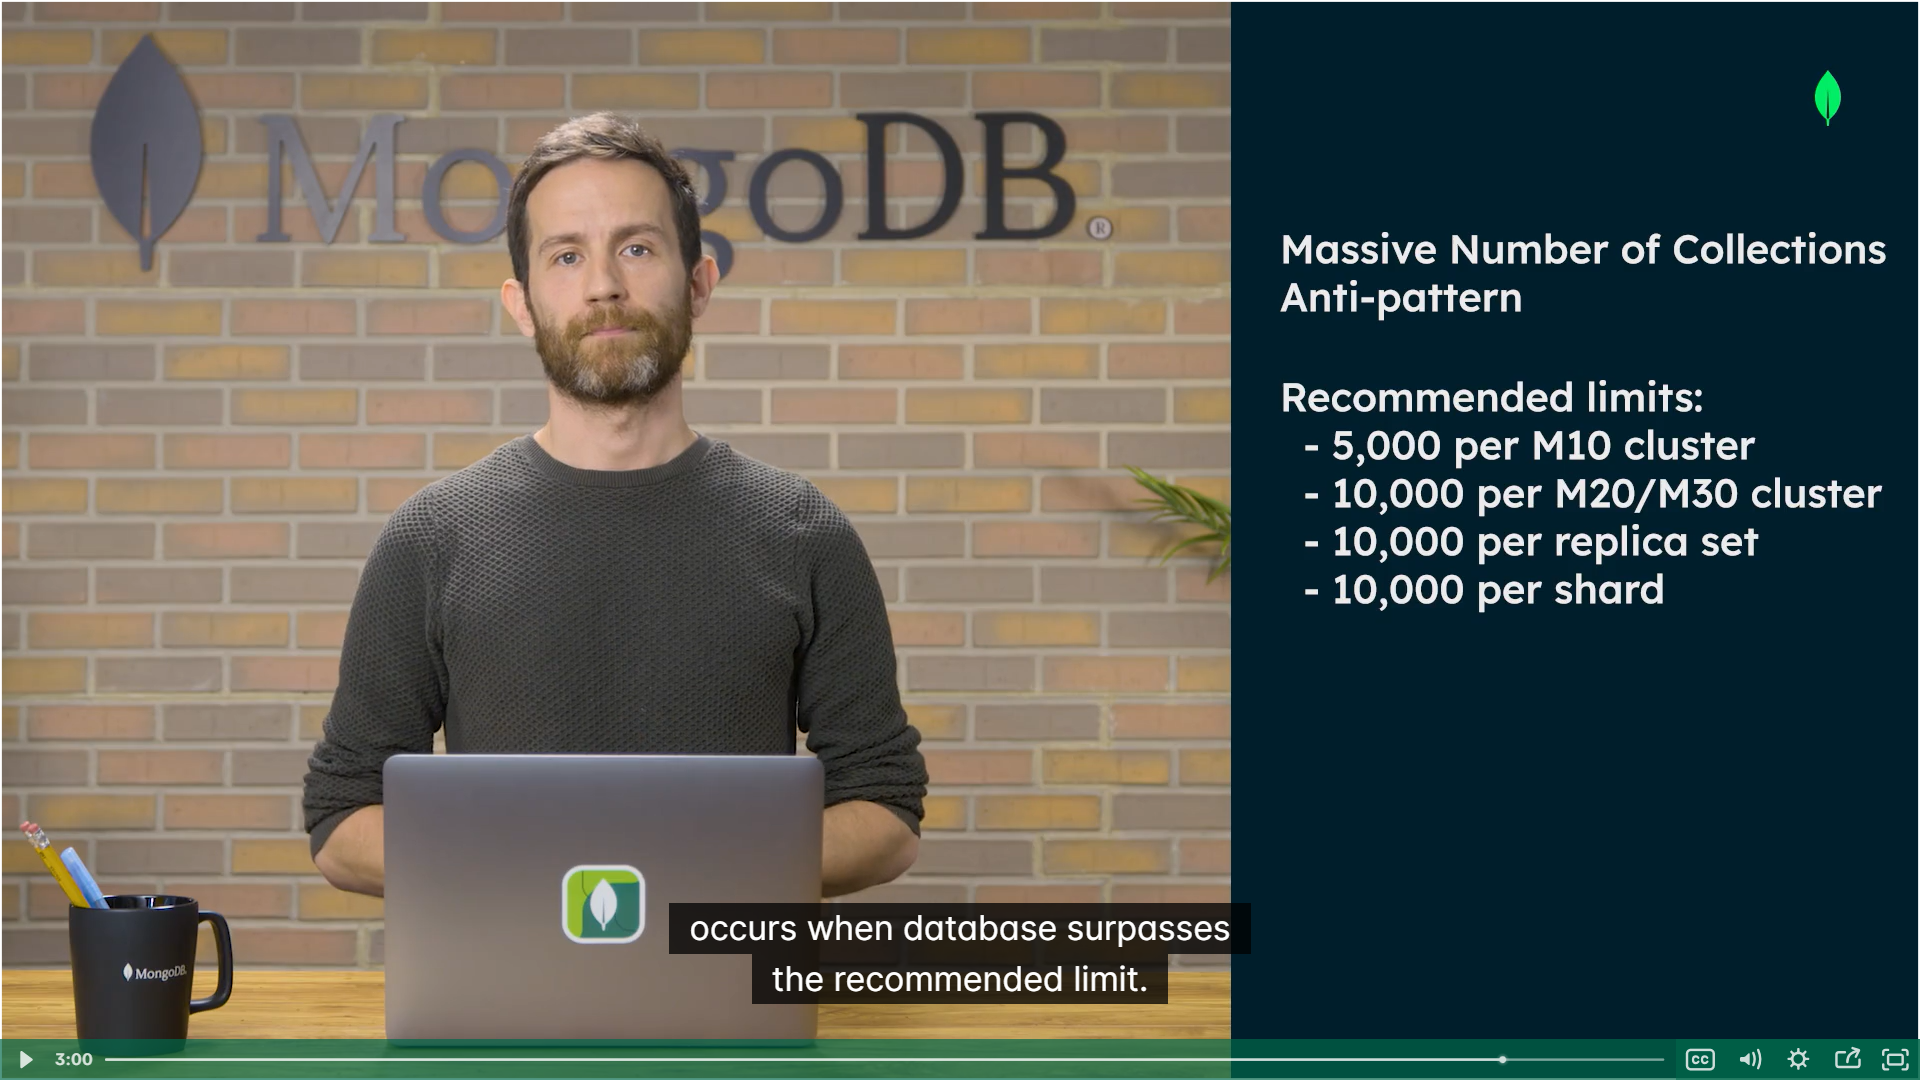 MongoDB.®
Massive Number of Collections
Anti-pattern
Recommended limits:
- 5,000 per M10 cluster
- 10,000 per M20/M30 cluster
- 10,000 per replica set
- 10,000 per shard
MongoDB.
occurs when database surpasses
the recommended limit.
3:00
CC